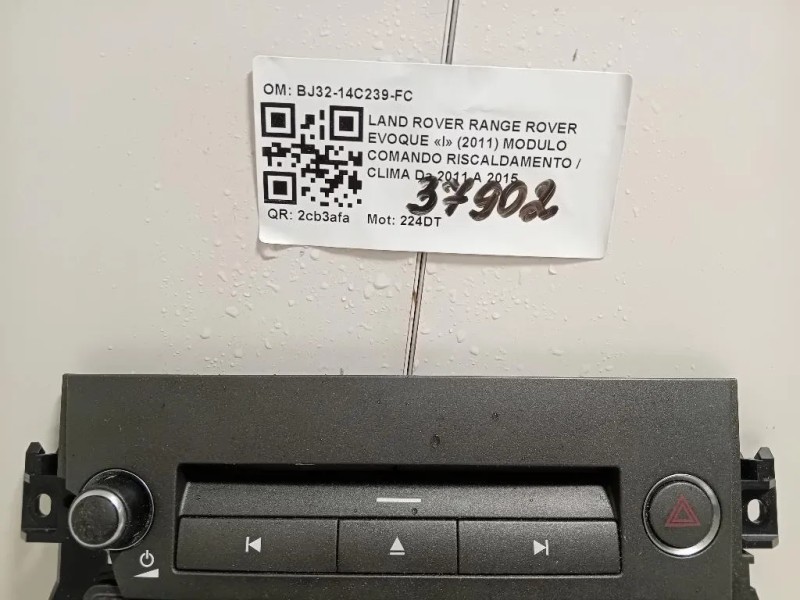 OM: BJ32-14C239-FC
LAND ROVER RANGE ROVER
EVOQUE «I» (2011) MODULO
COMANDO RISCALDAMENTO /
CLIMA Da 2011 A 2015
37902
QR: 2cb3afa Mot: 224DT